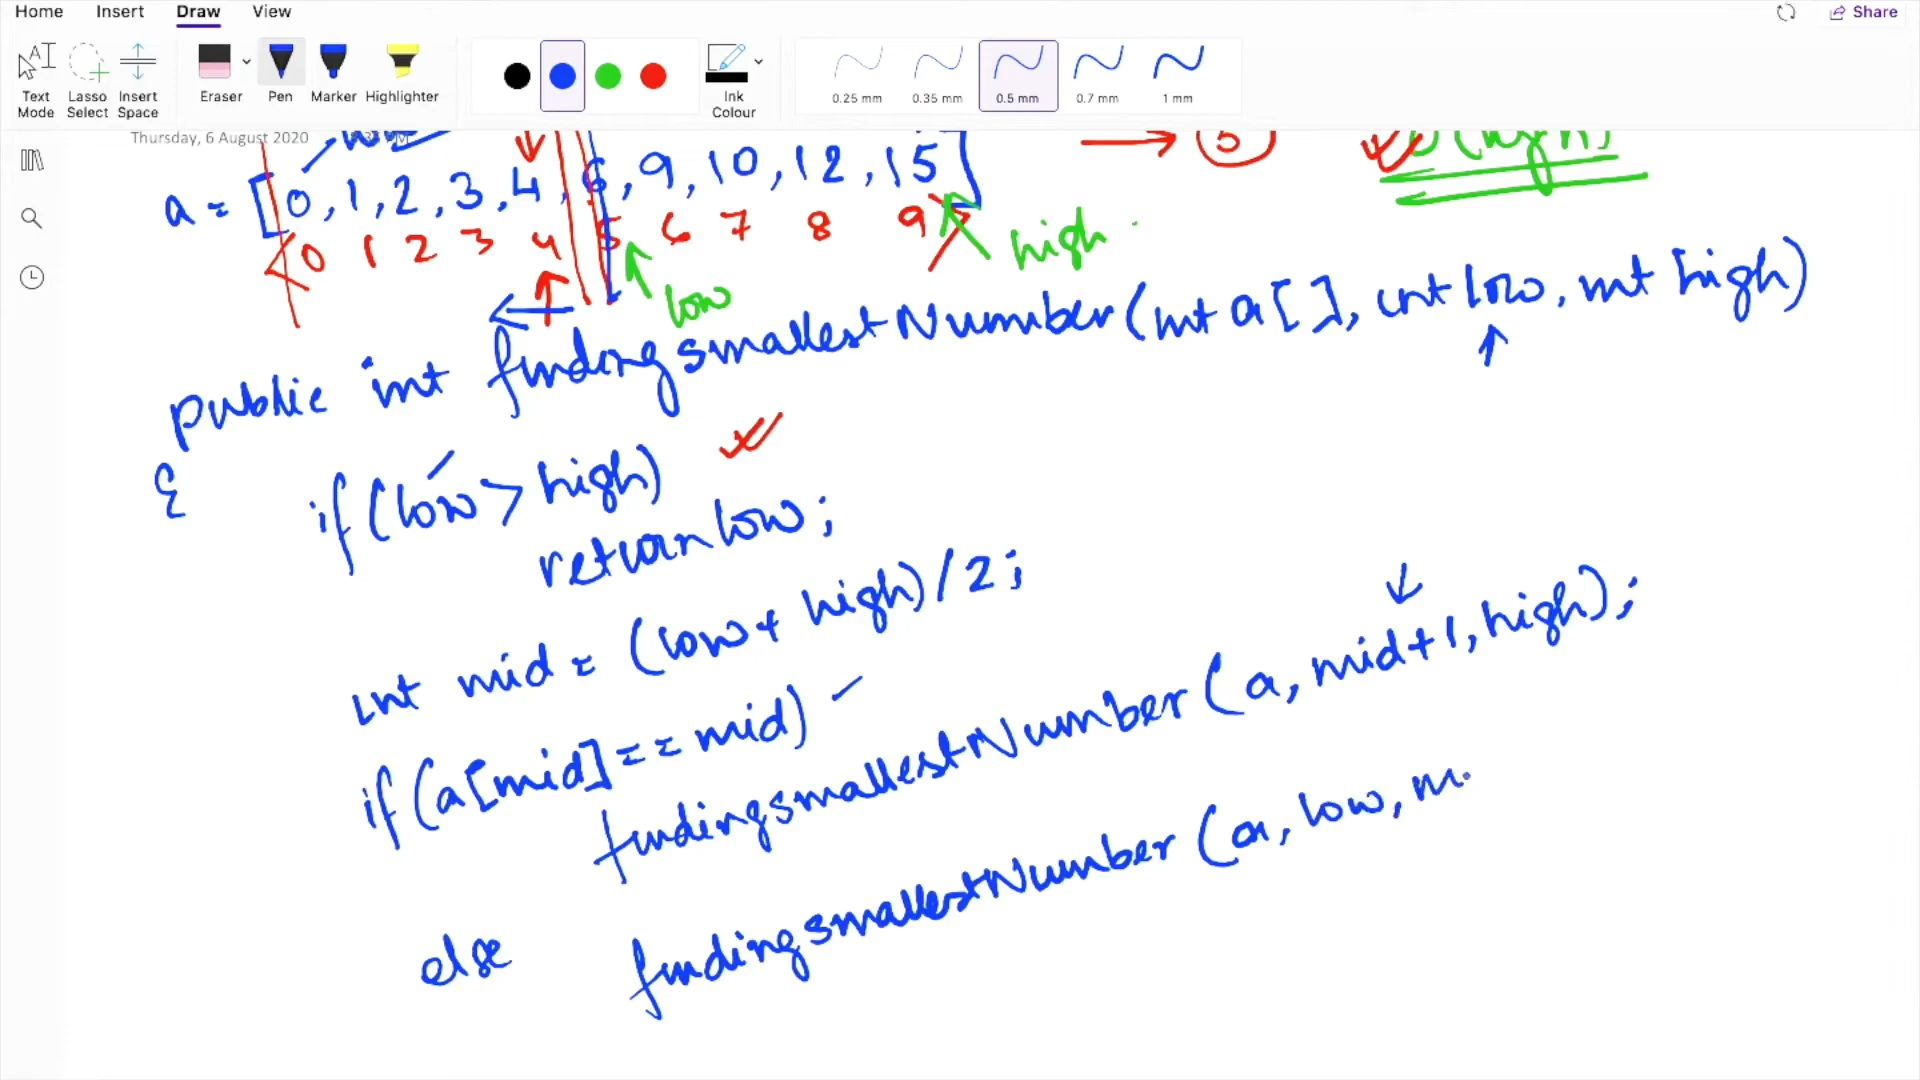 Home Insert Draw View Share
Text Mode Lasso Select Insert Space Eraser Pen Marker Highlighter Ink Colour 0.25 mm 0.35 mm 0.5 mm 0.7 mm 1 mm
Thursday, 6 August 2020
a = [0, 1, 2, 3, 4, 6, 9, 10, 12, 15] → 5 (high)
0 1 2 3 4 5 6 7 8 9
low high
public int findingsmallestNumber(int a[], int low, int high)
{
if(low > high)
return low;
int mid = (low + high)/2;
if(a[mid] == mid)
findingsmallestNumber(a, mid+1, high);
else findingsmallestNumber(a, low, m